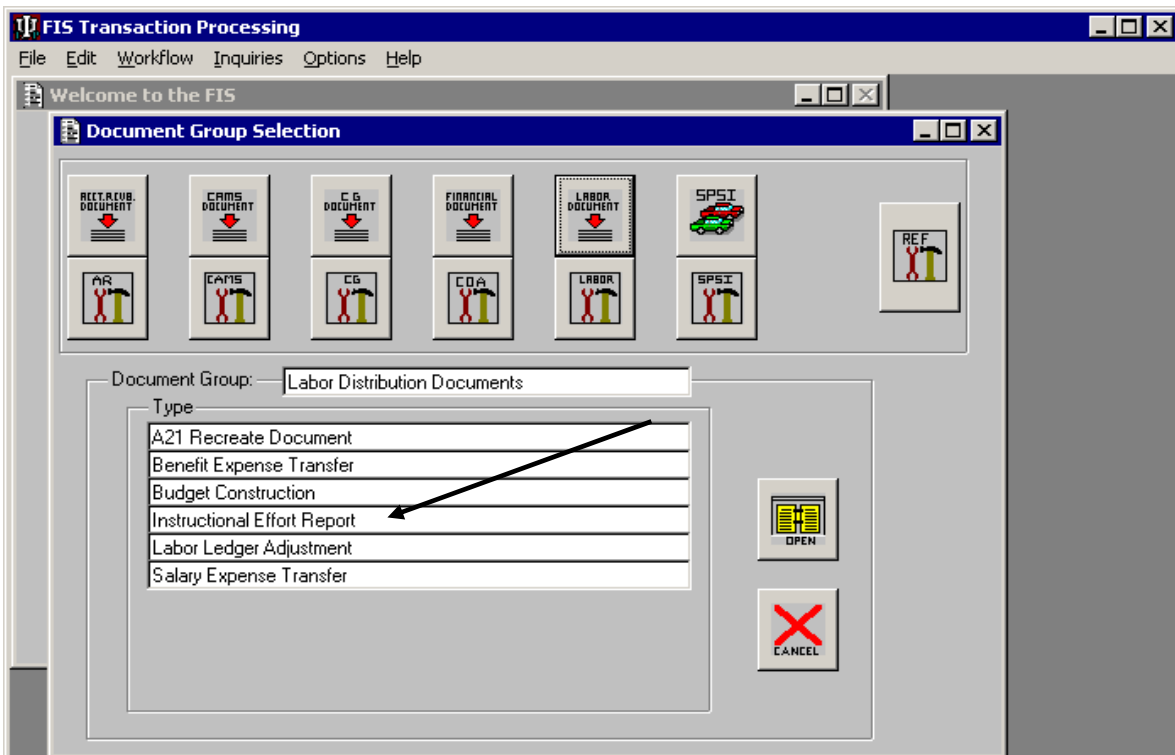 FIS Transaction Processing
File Edit Workflow Inquiries Options Help
Welcome to the FIS
Document Group Selection
ACCT.RCVB. DOCUMENT
CAMS DOCUMENT
CG DOCUMENT
FINANCIAL DOCUMENT
LABOR DOCUMENT
SPSI
REF
AR
CAMS
CG
COA
LABOR
SPSI
Document Group: Labor Distribution Documents
Type
A21 Recreate Document
Benefit Expense Transfer
Budget Construction
Instructional Effort Report
Labor Ledger Adjustment
Salary Expense Transfer
OPEN
CANCEL